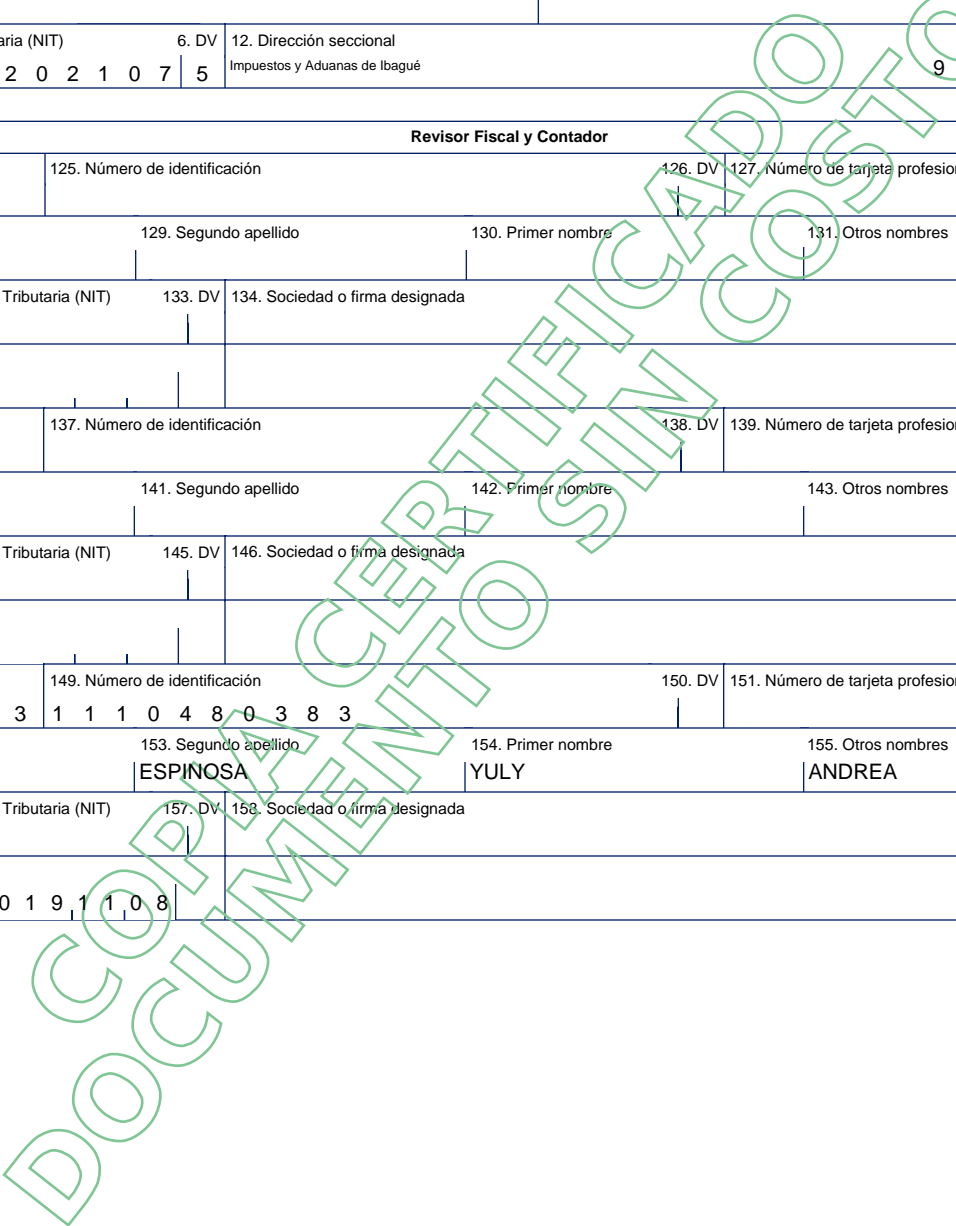 aria (NIT) 6. DV 12. Dirección seccional
2 0 2 1 0 7 5 Impuestos y Aduanas de Ibagué 9
Revisor Fiscal y Contador
125. Número de identificación 126. DV 127. Número de tarjeta profesion
129. Segundo apellido 130. Primer nombre 131. Otros nombres
Tributaria (NIT) 133. DV 134. Sociedad o firma designada
137. Número de identificación 138. DV 139. Número de tarjeta profesion
141. Segundo apellido 142. Primer nombre 143. Otros nombres
Tributaria (NIT) 145. DV 146. Sociedad o firma designada
149. Número de identificación 150. DV 151. Número de tarjeta profesion
3 1 1 1 0 4 8 0 3 8 3
153. Segundo apellido 154. Primer nombre 155. Otros nombres
ESPINOSA YULY ANDREA
Tributaria (NIT) 157. DV 158. Sociedad o firma designada
0 1 9 1 1 0 8
COPIA CERTIFICADO
DOCUMENTO SIN COSTO